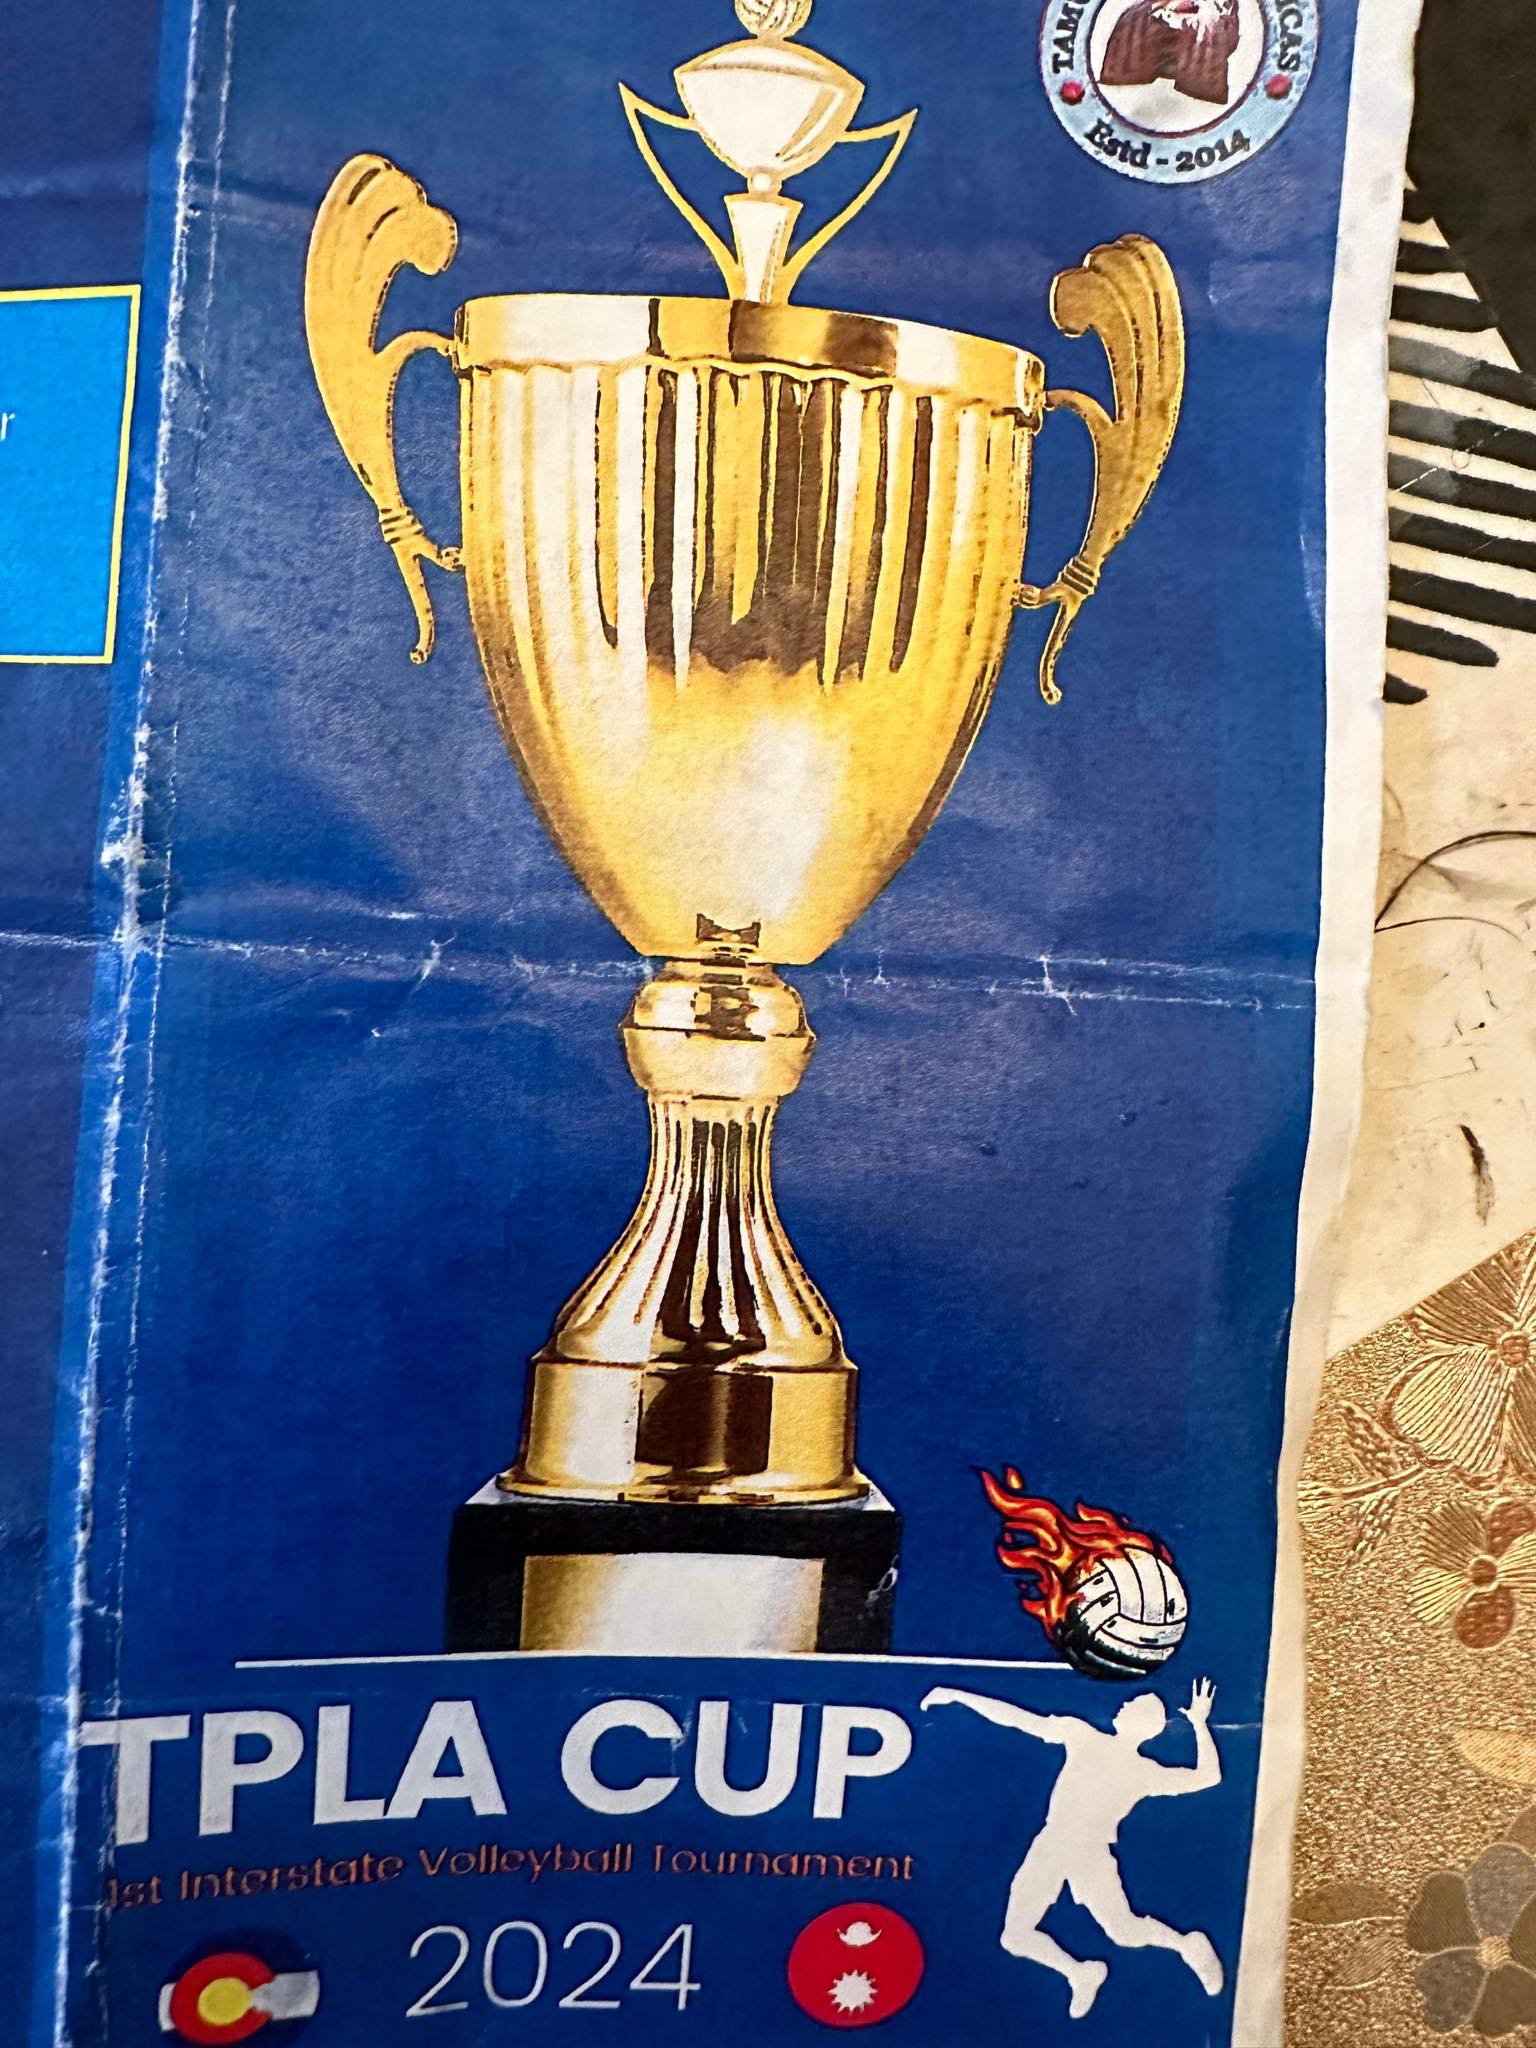 Estd - 2014
r
TPLA CUP
1st Interstate Volleyball Tournament
2024